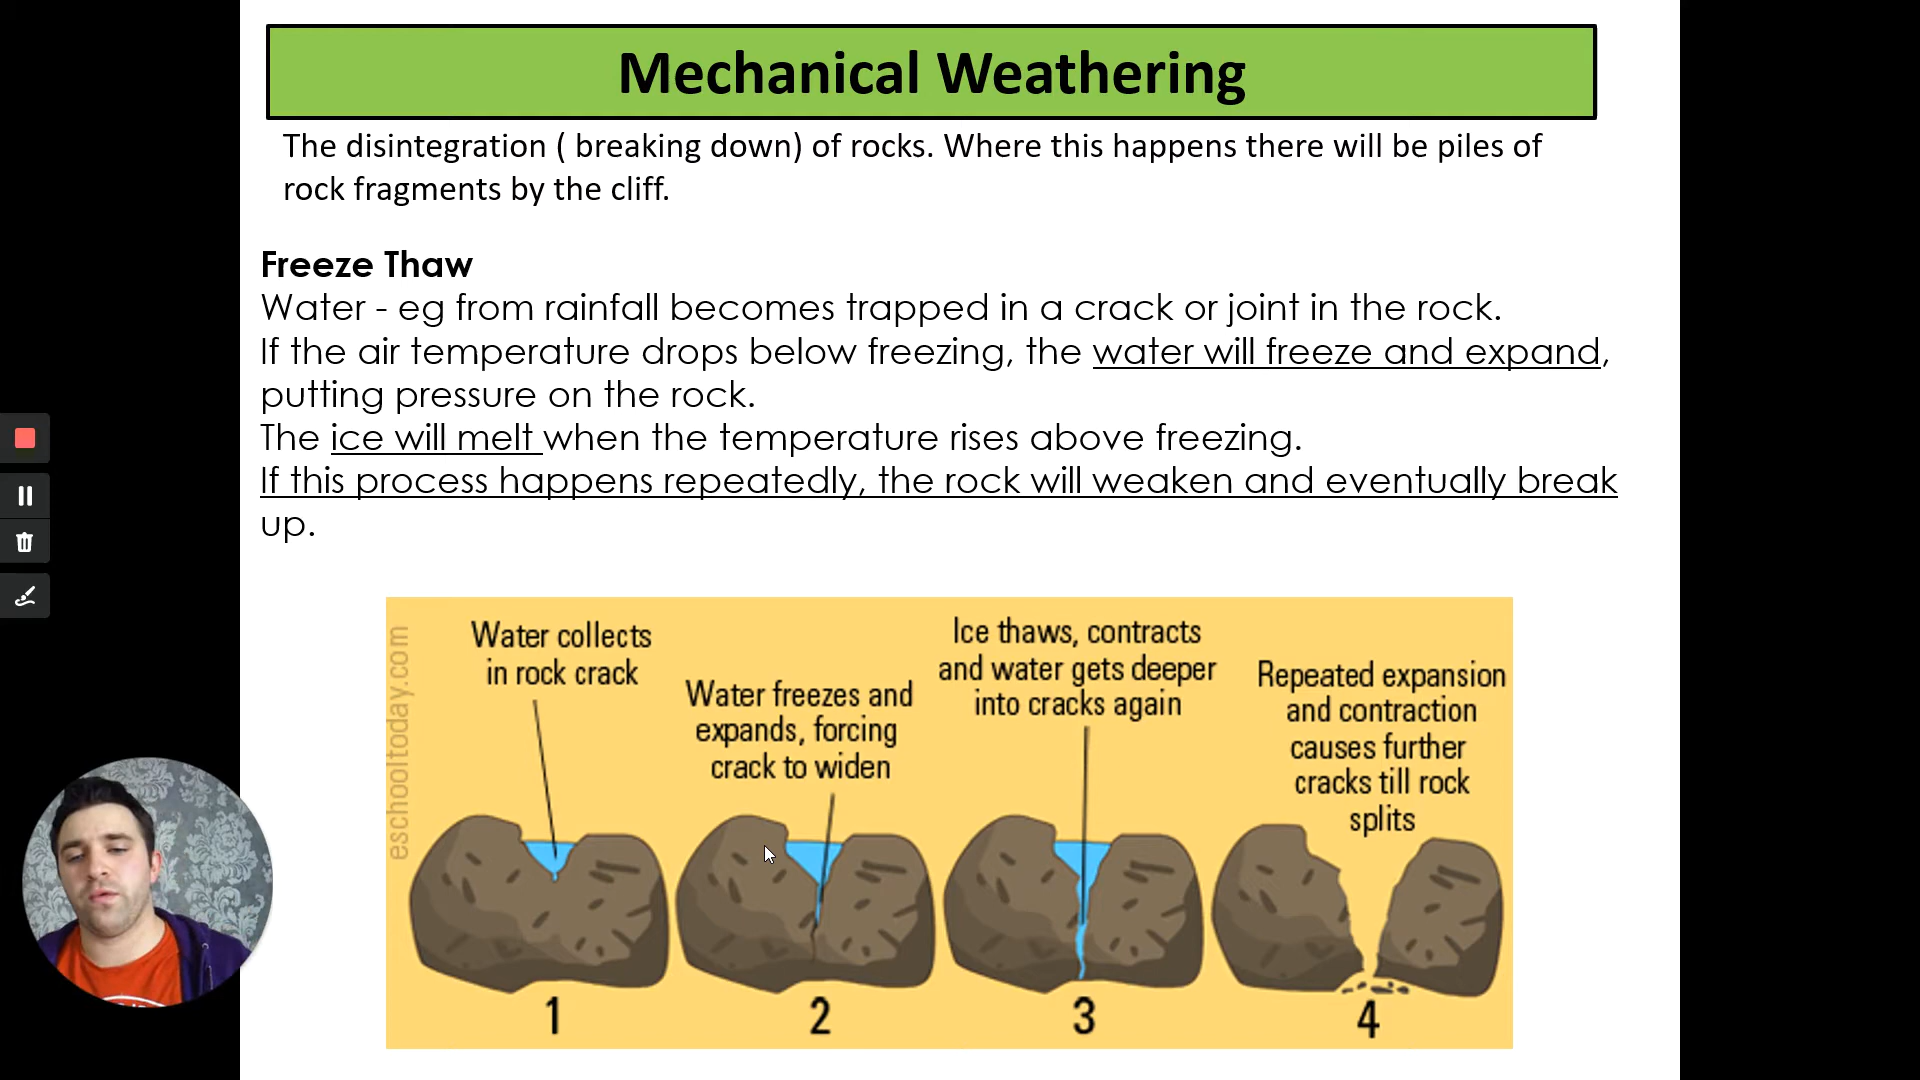 Mechanical Weathering
The disintegration ( breaking down) of rocks. Where this happens there will be piles of
rock fragments by the cliff.
Freeze Thaw
Water - eg from rainfall becomes trapped in a crack or joint in the rock.
If the air temperature drops below freezing, the water will freeze and expand,
putting pressure on the rock.
The ice will melt when the temperature rises above freezing.
If this process happens repeatedly, the rock will weaken and eventually break
up.
eschooltoday.com
Water collects
in rock crack
Water freezes and
expands, forcing
crack to widen
Ice thaws, contracts
and water gets deeper
into cracks again
Repeated expansion
and contraction
causes further
cracks till rock
splits
1
2
3
4